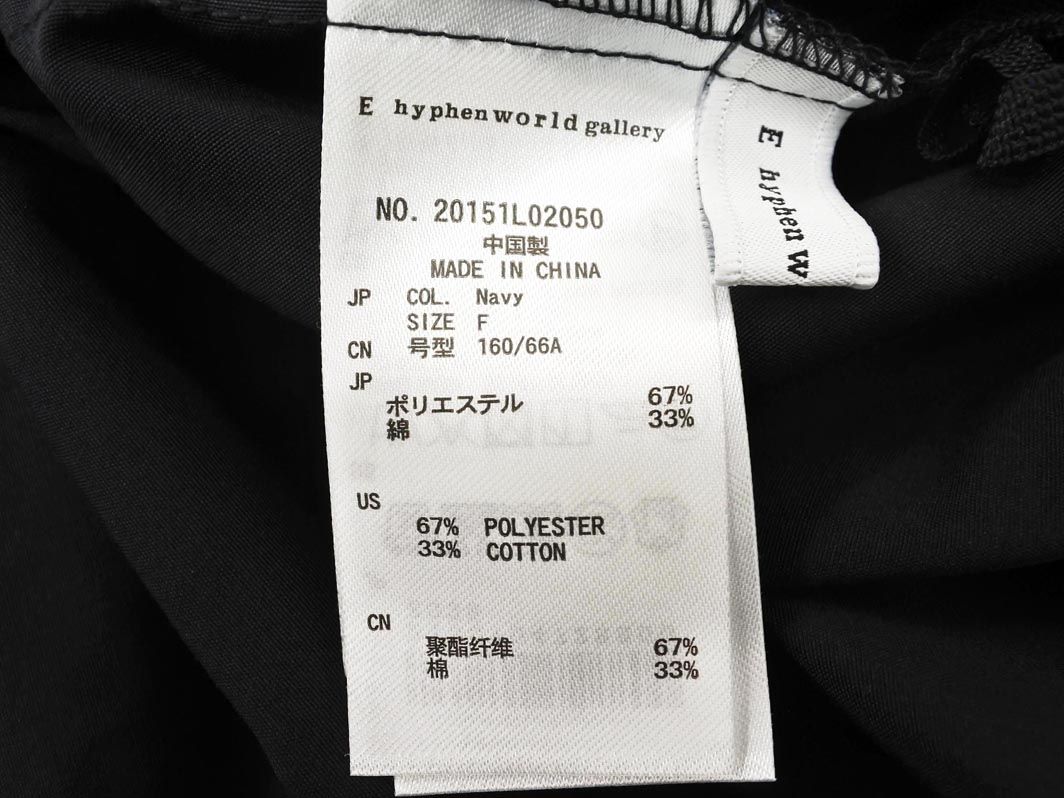 E hyphen world gallery
E hyphen W
NO. 20151L02050
中国製
MADE IN CHINA
JP COL. Navy
SIZE F
CN 号型 160/66A
JP
ポリエステル 67%
綿 33%
US
67% POLYESTER
33% COTTON
CN
聚酯纤维 67%
棉 33%